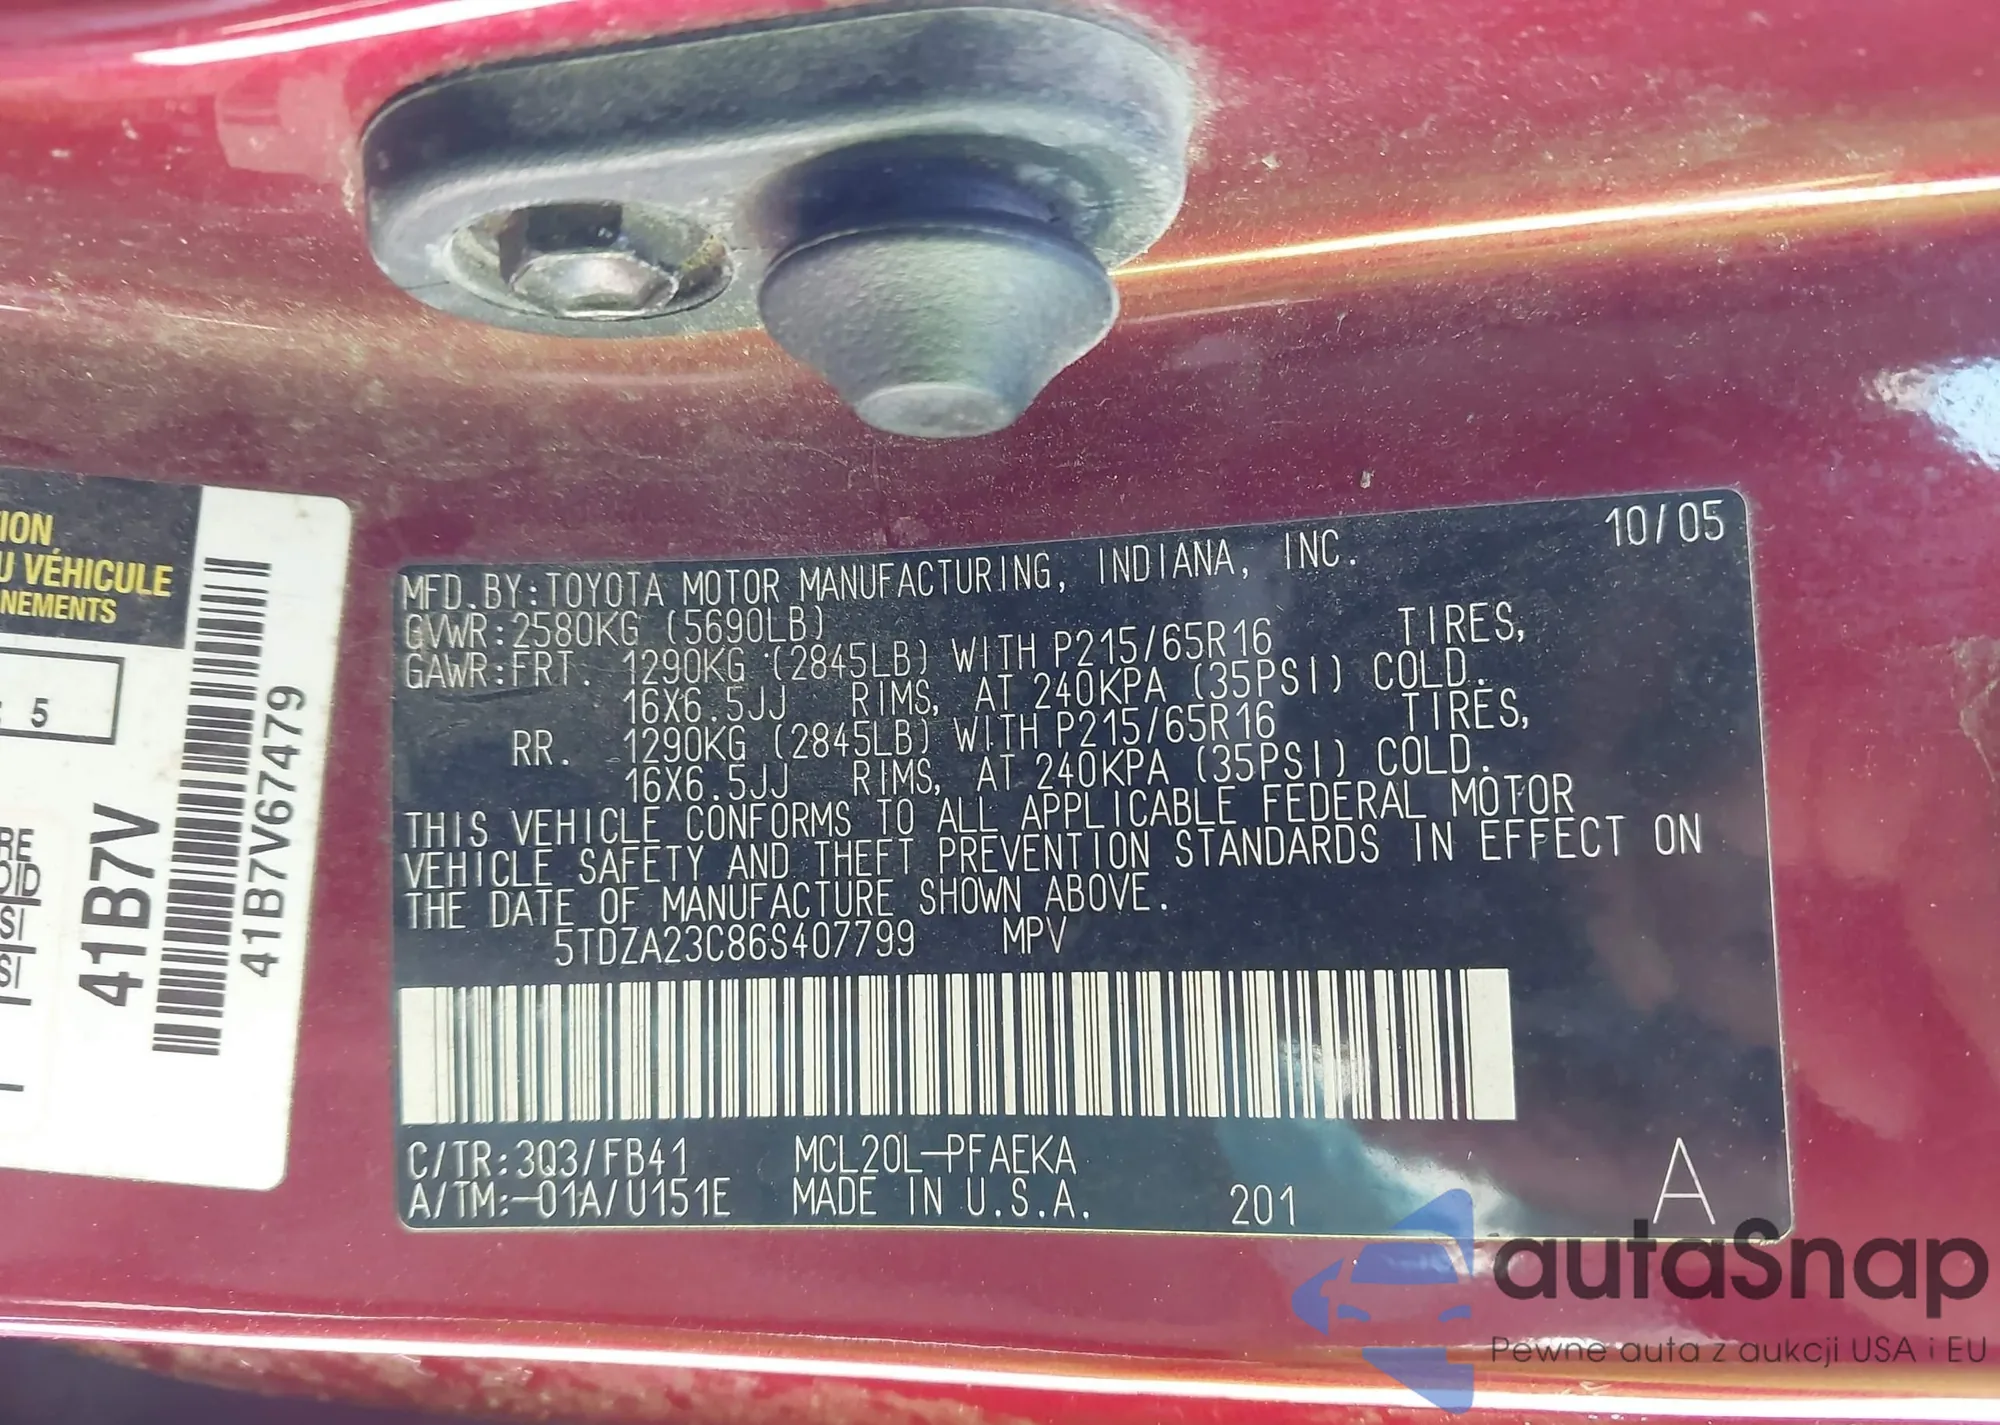 ION
U VÉHICULE
NEMENTS
5
RE
OID
SI
SI
41B7V
41B7V67479
10/05
MFD.BY:TOYOTA MOTOR MANUFACTURING, INDIANA, INC.
GVWR:2580KG (5690LB)
GAWR:FRT. 1290KG (2845LB) WITH P215/65R16 TIRES,
16X6.5JJ RIMS, AT 240KPA (35PSI) COLD.
RR. 1290KG (2845LB) WITH P215/65R16 TIRES,
16X6.5JJ RIMS, AT 240KPA (35PSI) COLD.
THIS VEHICLE CONFORMS TO ALL APPLICABLE FEDERAL MOTOR
VEHICLE SAFETY AND THEFT PREVENTION STANDARDS IN EFFECT ON
THE DATE OF MANUFACTURE SHOWN ABOVE.
5TDZA23C86S407799 MPV
C/TR:3Q3/FB41 MCL20L-PFAEKA
A/TM:-01A/U151E MADE IN U.S.A. 201 A
autaSnap
Pewne auta z aukcji USA i EU